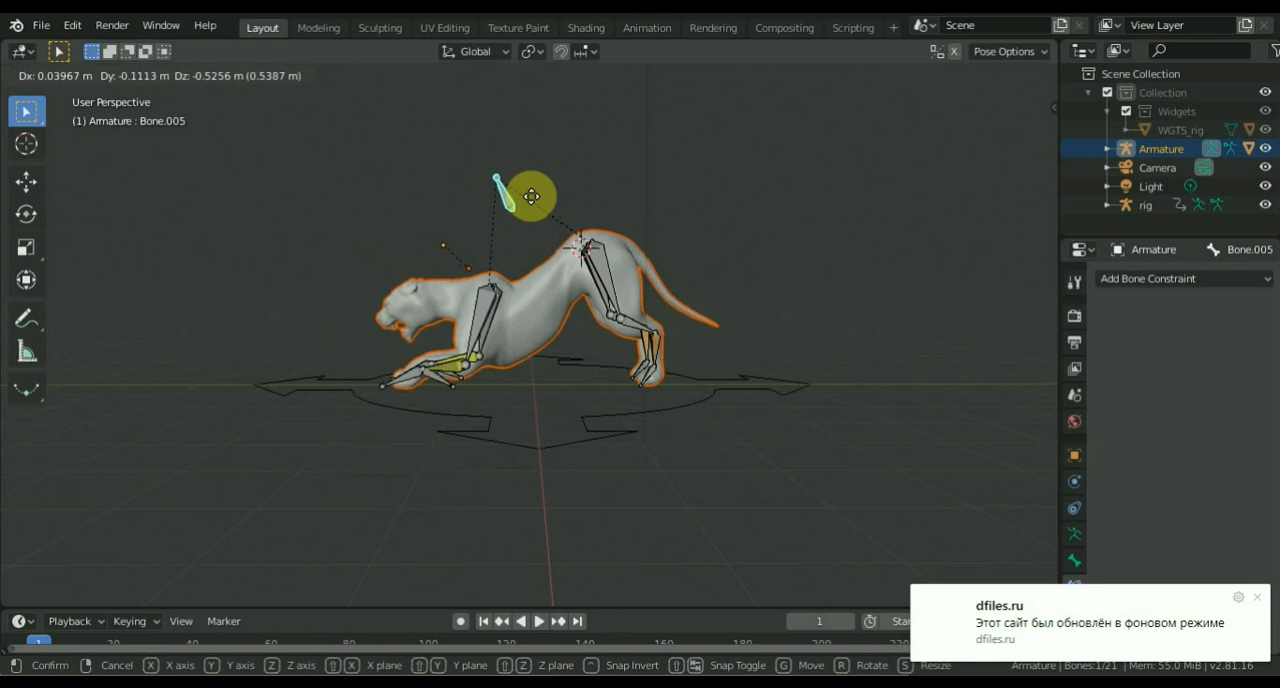 File Edit Render Window Help
Layout Modeling Sculpting UV Editing Texture Paint Shading Animation Rendering Compositing Scripting +
Scene
View Layer
Global
Pose Options
Dx: 0.03967 m Dy: -0.1113 m Dz: -0.5256 m (0.5387 m)
User Perspective
(1) Armature : Bone.005
Scene Collection
Collection
Widgets
WGTS_rig
Armature
Camera
Light
rig
Armature
Bone.005
Add Bone Constraint
dfiles.ru
Этот сайт был обновлён в фоновом режиме
dfiles.ru
Playback Keying View Marker
1
1 20 40 60 80 100 120 140 160 180 200
Confirm Cancel X X axis Y Y axis Z Z axis X X plane Y Y plane Z Z plane Snap Invert Snap Toggle G Move R Rotate S Resize Armature | Bones:1/21 | Mem: 55.0 MiB | v2.81.16